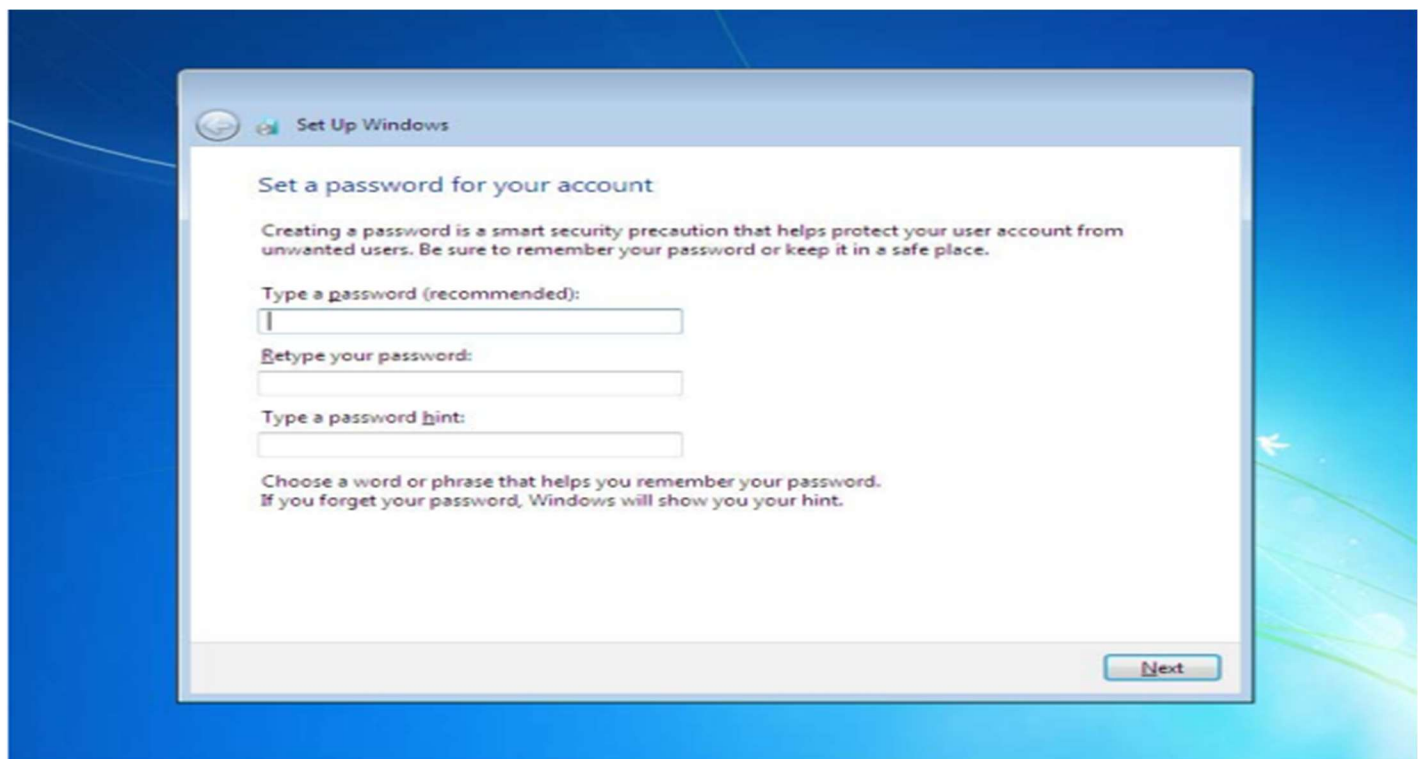 Set Up Windows
Set a password for your account
Creating a password is a smart security precaution that helps protect your user account from
unwanted users. Be sure to remember your password or keep it in a safe place.
Type a password (recommended):
Retype your password:
Type a password hint:
Choose a word or phrase that helps you remember your password.
If you forget your password, Windows will show you your hint.
Next